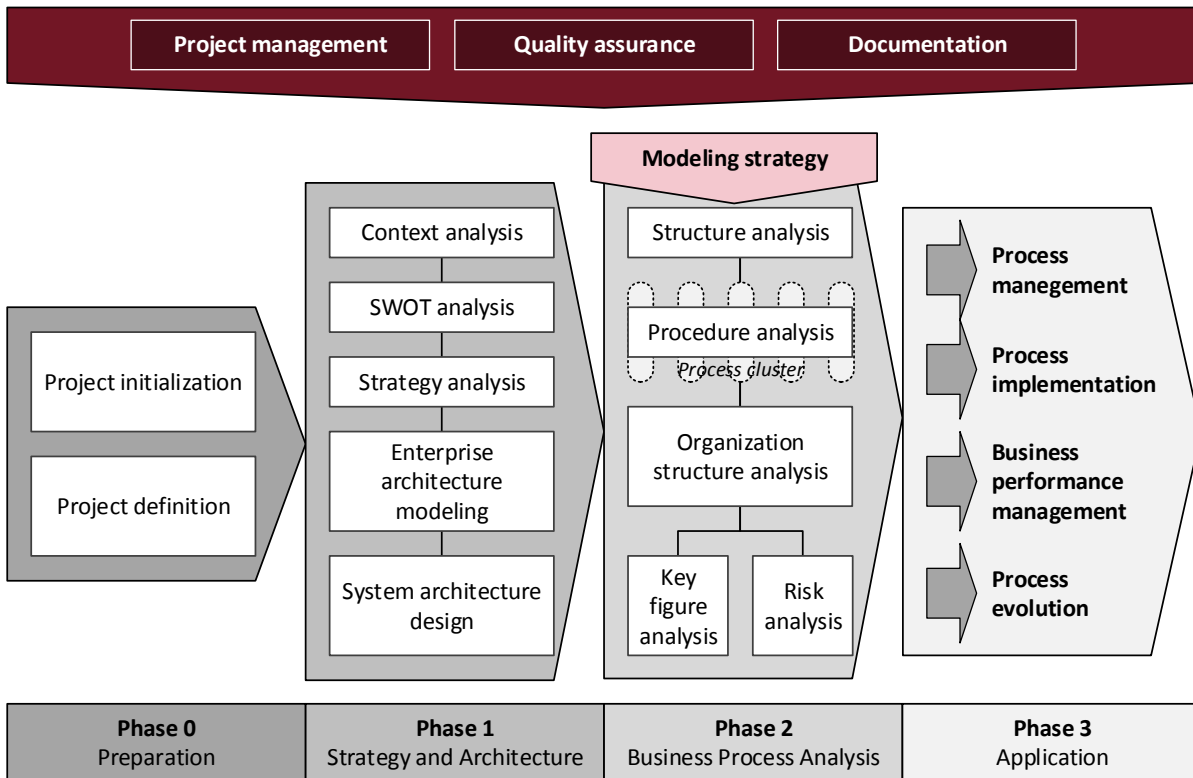 Project management
Quality assurance
Documentation
Modeling strategy
Project initialization
Project definition
Context analysis
SWOT analysis
Strategy analysis
Enterprise
architecture
modeling
System architecture
design
Structure analysis
Procedure analysis
Process cluster
Organization
structure analysis
Key
figure
analysis
Risk
analysis
Process
manegement
Process
implementation
Business
performance
management
Process
evolution
Phase 0
Preparation
Phase 1
Strategy and Architecture
Phase 2
Business Process Analysis
Phase 3
Application